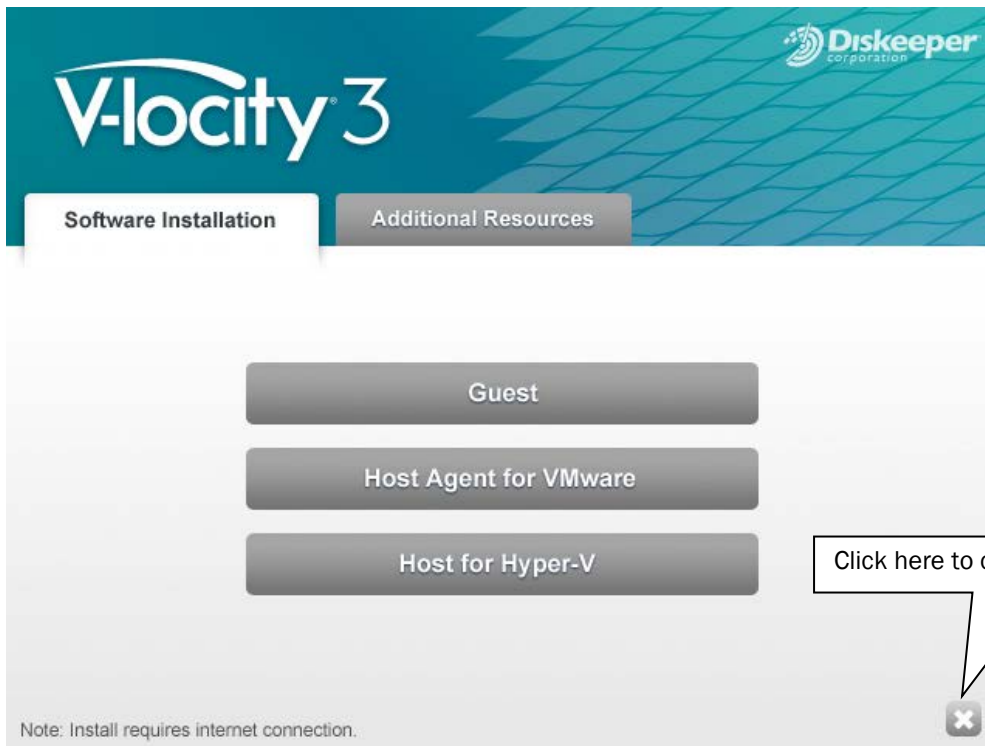 Diskeeper
corporation
V-locity® 3
Software Installation
Additional Resources
Guest
Host Agent for VMware
Host for Hyper-V
Click here to
Note: Install requires internet connection.